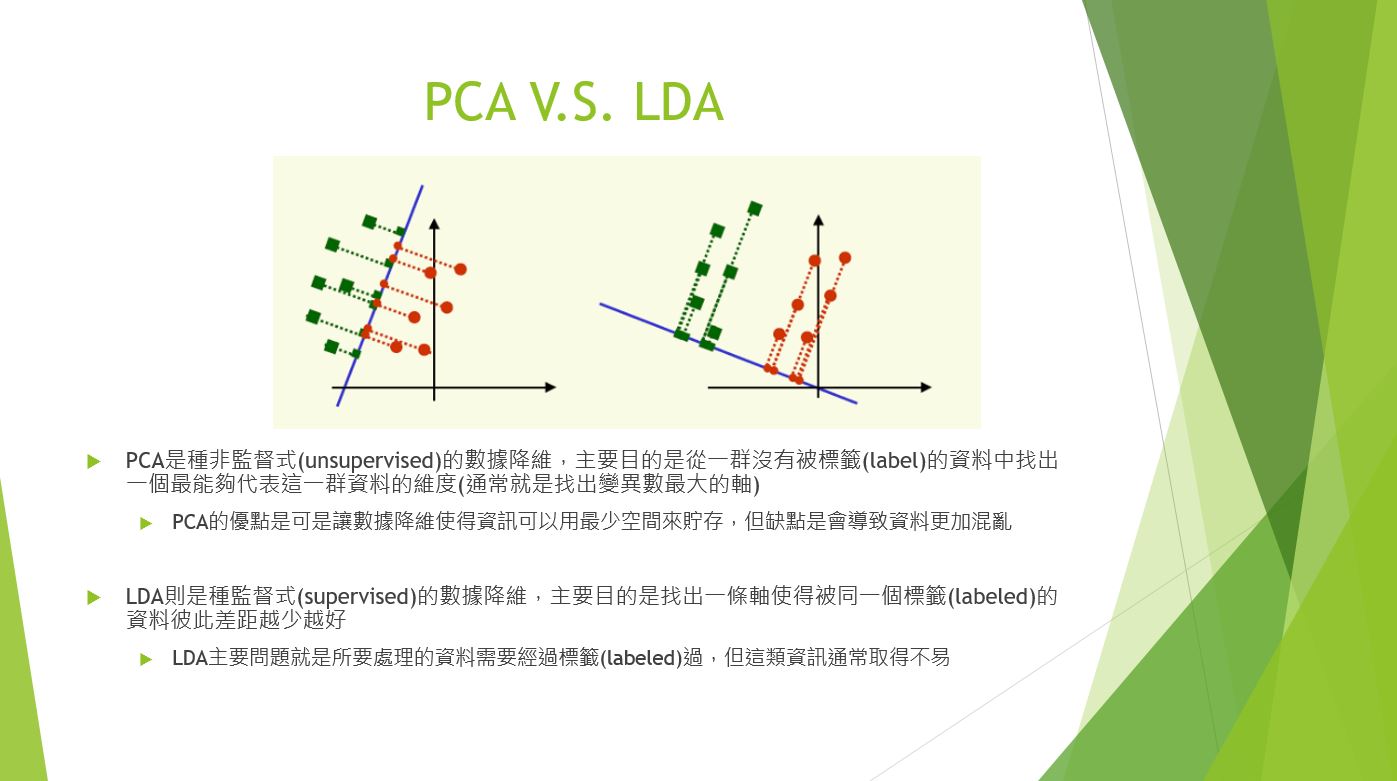 PCA V.S. LDA
PCA是種非監督式(unsupervised)的數據降維，主要目的是從一群沒有被標籤(label)的資料中找出
一個最能夠代表這一群資料的維度(通常就是找出變異數最大的軸)
PCA的優點是可是讓數據降維使得資訊可以用最少空間來貯存，但缺點是會導致資料更加混亂
LDA則是種監督式(supervised)的數據降維，主要目的是找出一條軸使得被同一個標籤(labeled)的
資料彼此差距越少越好
LDA主要問題就是所要處理的資料需要經過標籤(labeled)過，但這類資訊通常取得不易